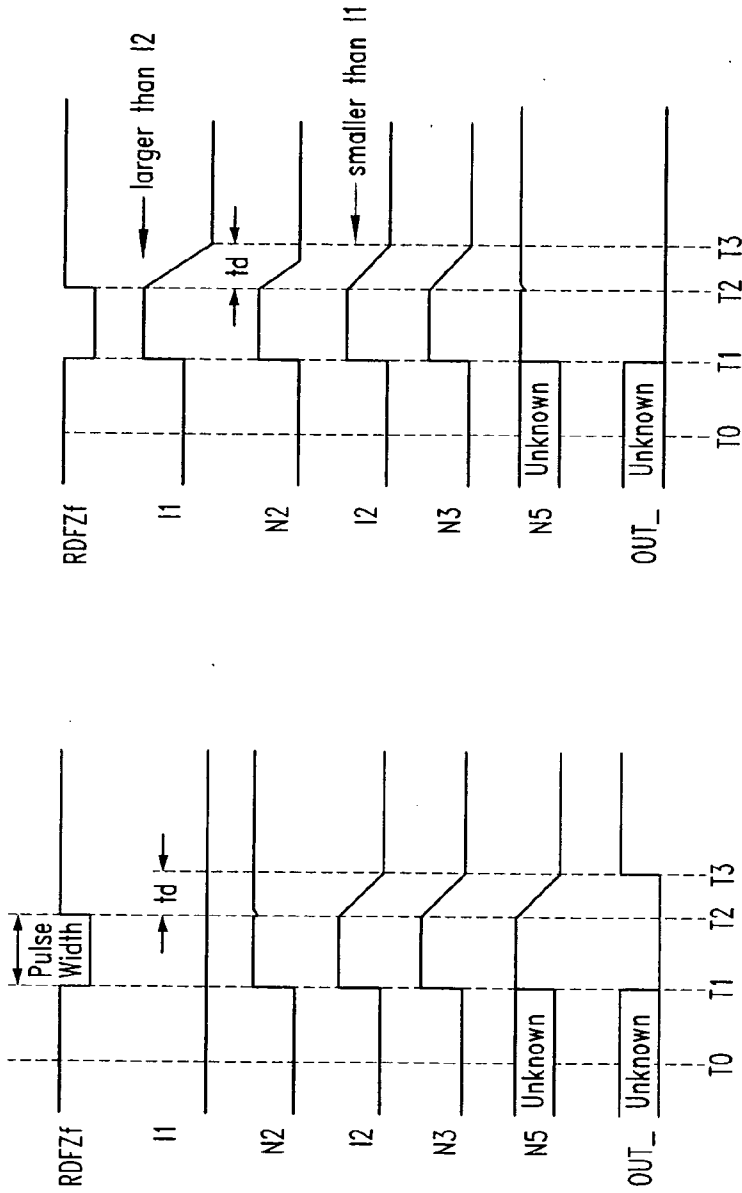 RDFZf
Pulse
Width
I1
td
N2
I2
N3
N5
Unknown
OUT_
Unknown
T0
T1
T2
T3
RDFZf
I1
larger than I2
td
N2
I2
smaller than I1
N3
N5
Unknown
OUT_
Unknown
T0
T1
T2
T3